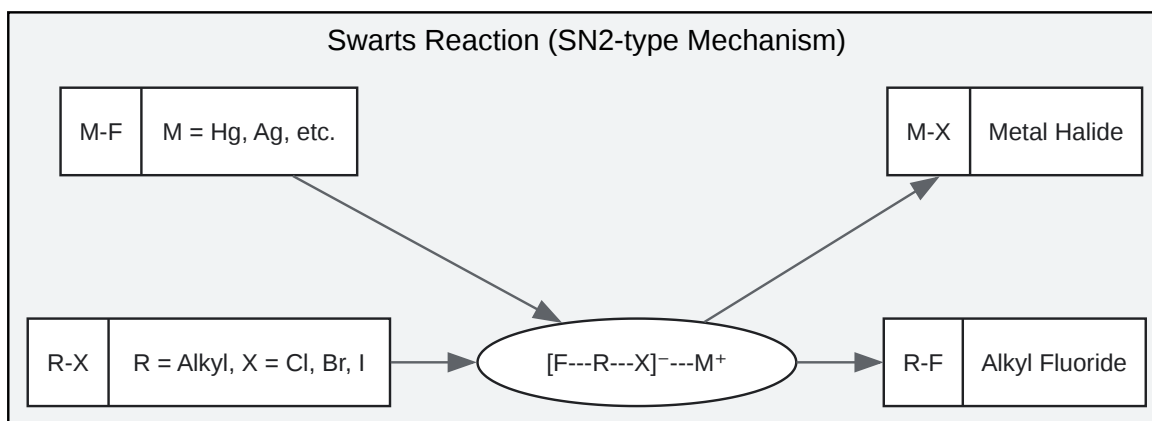 Swarts Reaction (SN2-type Mechanism)
M-F M = Hg, Ag, etc.
M-X Metal Halide
R-X R = Alkyl, X = Cl, Br, I
[F---R---X]⁻---M⁺
R-F Alkyl Fluoride